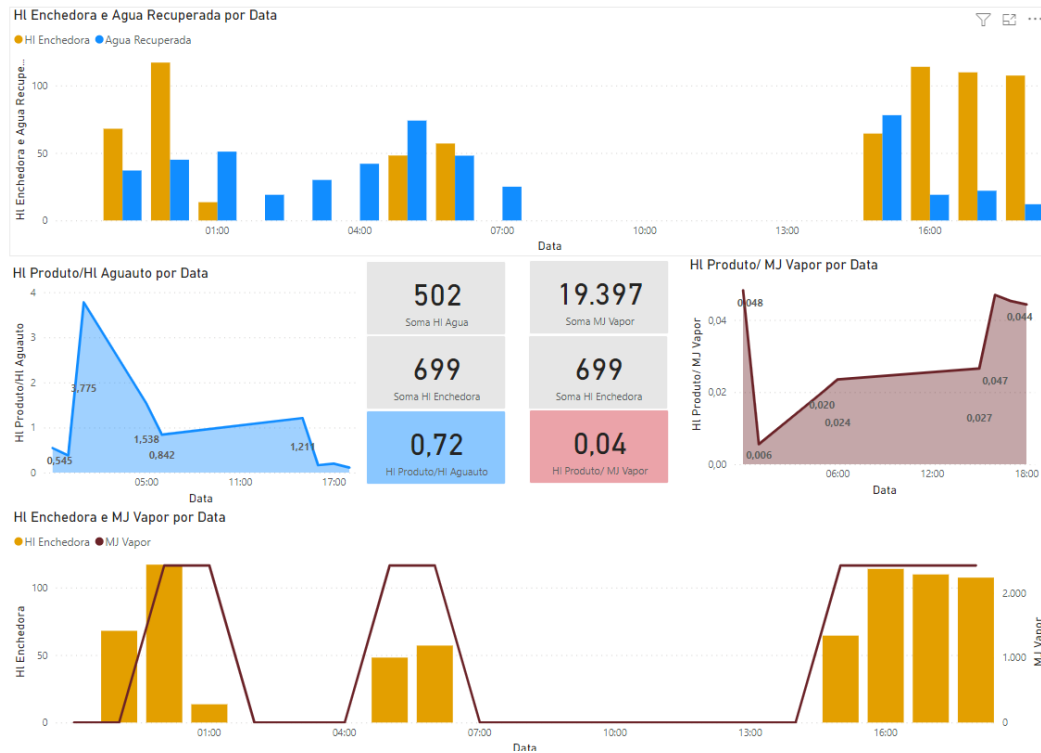 Hl Enchedora e Agua Recuperada por Data
Hl Enchedora Agua Recuperada
Hl Enchedora e Agua Recupe...
100
50
0
01:00 04:00 07:00 10:00 13:00 16:00
Data
Hl Produto/Hl Aguauto por Data
Hl Produto/Hl Aguauto
4
3
2
1
0
0,545
3,775
1,538
0,842
1,211
05:00 11:00 17:00
Data
502
Soma Hl Agua
699
Soma Hl Enchedora
0,72
Hl Produto/Hl Aguauto
19.397
Soma MJ Vapor
699
Soma Hl Enchedora
0,04
Hl Produto/ MJ Vapor
Hl Produto/ MJ Vapor por Data
Hl Produto/ MJ Vapor
0,04
0,02
0,00
0,048
0,006
0,020
0,024
0,027
0,047
0,044
06:00 12:00 18:00
Data
Hl Enchedora e MJ Vapor por Data
Hl Enchedora MJ Vapor
Hl Enchedora
100
50
0
2.000
1.000
0
MJ Vapor
01:00 04:00 07:00 10:00 13:00 16:00
Data